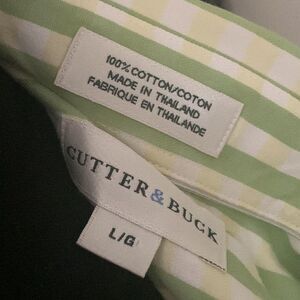 100% COTTON/COTON
MADE IN THAILAND
FABRIQUE EN THAILANDE
CUTTER & BUCK
L/G